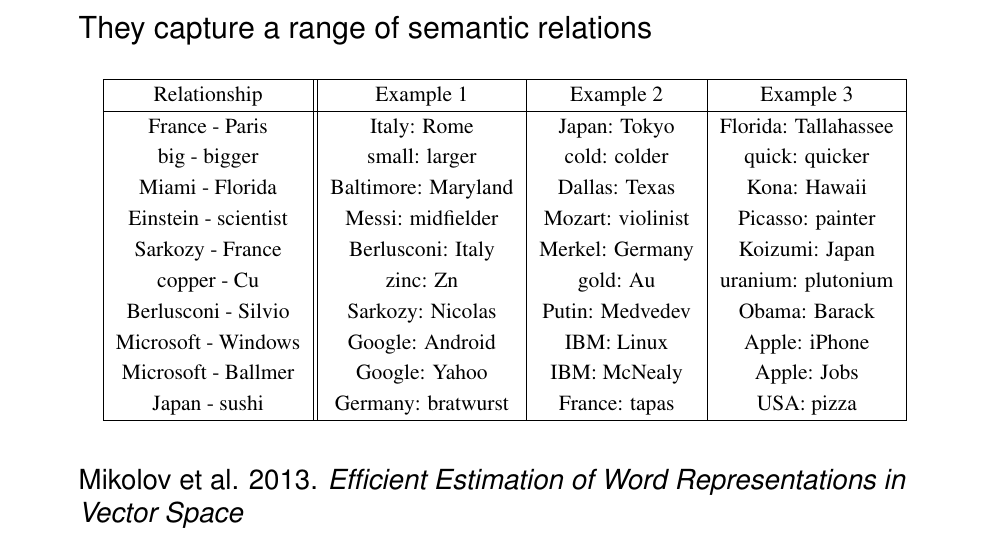 They capture a range of semantic relations
Relationship Example 1 Example 2 Example 3
France - Paris Italy: Rome Japan: Tokyo Florida: Tallahassee
big - bigger small: larger cold: colder quick: quicker
Miami - Florida Baltimore: Maryland Dallas: Texas Kona: Hawaii
Einstein - scientist Messi: midfielder Mozart: violinist Picasso: painter
Sarkozy - France Berlusconi: Italy Merkel: Germany Koizumi: Japan
copper - Cu zinc: Zn gold: Au uranium: plutonium
Berlusconi - Silvio Sarkozy: Nicolas Putin: Medvedev Obama: Barack
Microsoft - Windows Google: Android IBM: Linux Apple: iPhone
Microsoft - Ballmer Google: Yahoo IBM: McNealy Apple: Jobs
Japan - sushi Germany: bratwurst France: tapas USA: pizza
Mikolov et al. 2013. Efficient Estimation of Word Representations in
Vector Space